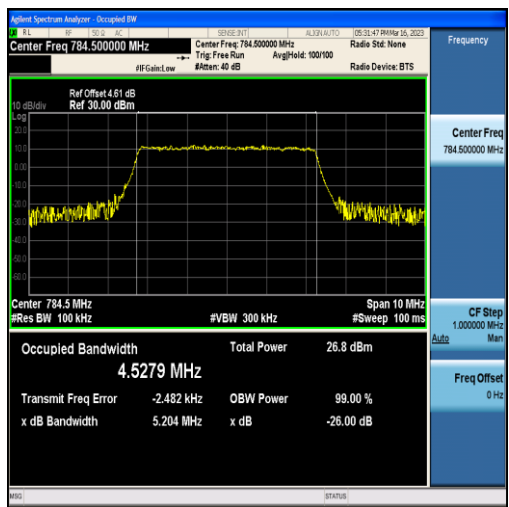 Agilent Spectrum Analyzer - Occupied BW
RL RF 50 Ω AC SENSE:INT ALIGN AUTO 05:31:47 PM Mar 16, 2023
Center Freq 784.500000 MHz
Center Freq: 784.500000 MHz
Radio Std: None
Trig: Free Run Avg|Hold: 100/100
#IFGain:Low #Atten: 40 dB Radio Device: BTS
Frequency
Ref Offset 4.61 dB
10 dB/div Ref 30.00 dBm
Log
20.0
10.0
0.00
-10.0
-20.0
-30.0
-40.0
-50.0
-60.0
Center 784.5 MHz Span 10 MHz
#Res BW 100 kHz #VBW 300 kHz #Sweep 100 ms
Occupied Bandwidth Total Power 26.8 dBm
4.5279 MHz
Transmit Freq Error -2.482 kHz OBW Power 99.00 %
x dB Bandwidth 5.204 MHz x dB -26.00 dB
Center Freq
784.500000 MHz
CF Step
1.000000 MHz
Auto Man
Freq Offset
0 Hz
MSG STATUS